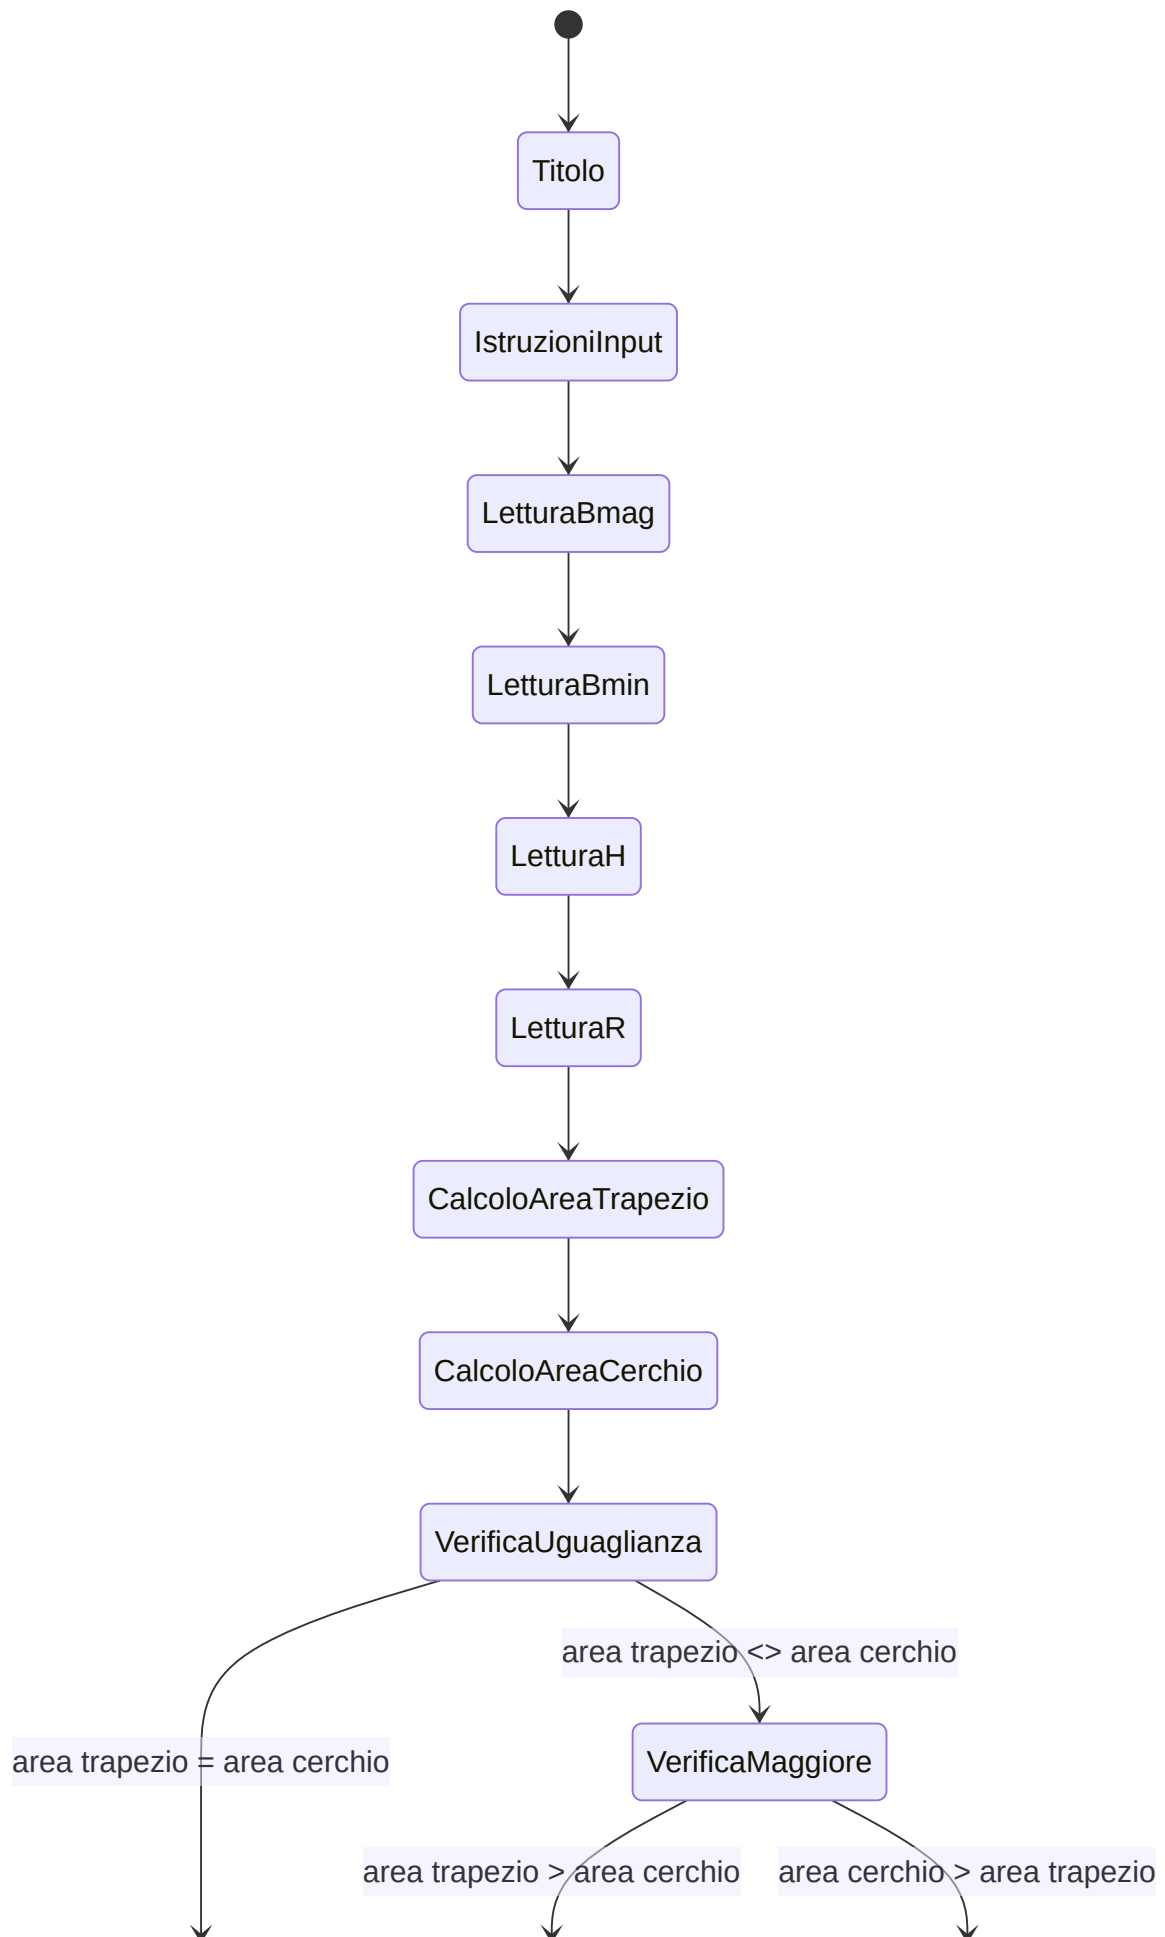 Titolo
IstruzioniInput
LetturaBmag
LetturaBmin
LetturaH
LetturaR
CalcoloAreaTrapezio
CalcoloAreaCerchio
VerificaUguaglianza
area trapezio <> area cerchio
area trapezio = area cerchio
VerificaMaggiore
area trapezio > area cerchio
area cerchio > area trapezio